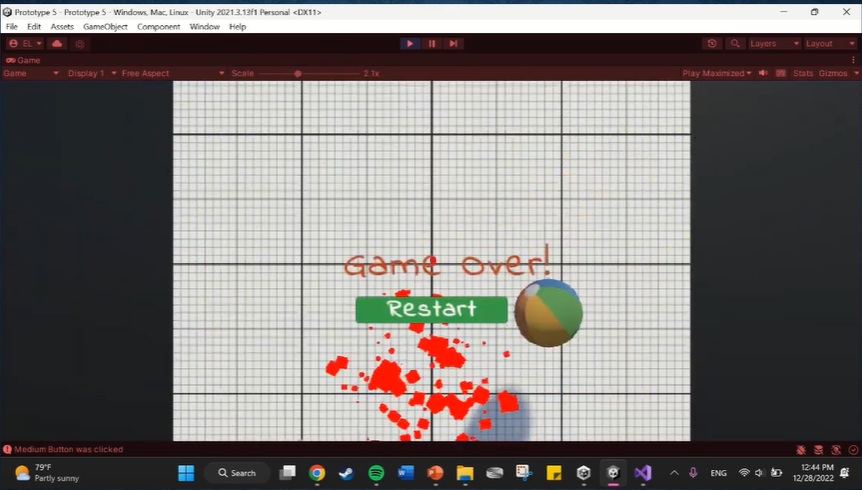 Prototype 5 - Prototype 5 - Windows, Mac, Linux - Unity 2021.3.13f1 Personal <DX11>
File Edit Assets GameObject Component Window Help
EL Layers Layout
Game
Game Display 1 Free Aspect Scale 2.1x Play Maximized Stats Gizmos
Game Over!
Restart
Medium Button was clicked
79°F
Partly sunny
Search
ENG
12:44 PM
12/28/2022